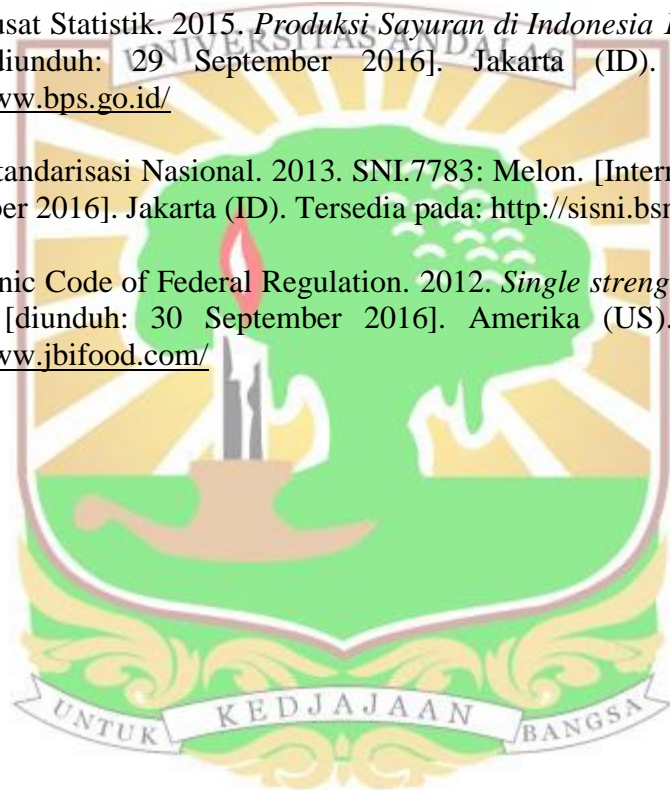 usat Statistik. 2015. Produksi Sayuran di Indonesia
UNIVERSITAS ANDALAS
diunduh: 29 September 2016]. Jakarta (ID).
ww.bps.go.id/
tandarisasi Nasional. 2013. SNI.7783: Melon. [Intern
ber 2016]. Jakarta (ID). Tersedia pada: http://sisni.bsn
nic Code of Federal Regulation. 2012. Single streng
[diunduh: 30 September 2016]. Amerika (US).
ww.jbifood.com/
UNTUK KEDJAJAAN BANGSA